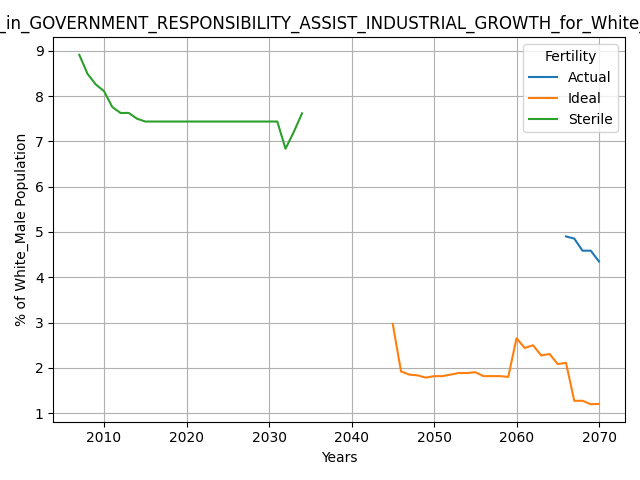 _in_GOVERNMENT_RESPONSIBILITY_ASSIST_INDUSTRIAL_GROWTH_for_White_
Fertility
Actual
Ideal
Sterile
9
8
7
6
5
4
3
2
1
% of White_Male Population
2010 2020 2030 2040 2050 2060 2070
Years